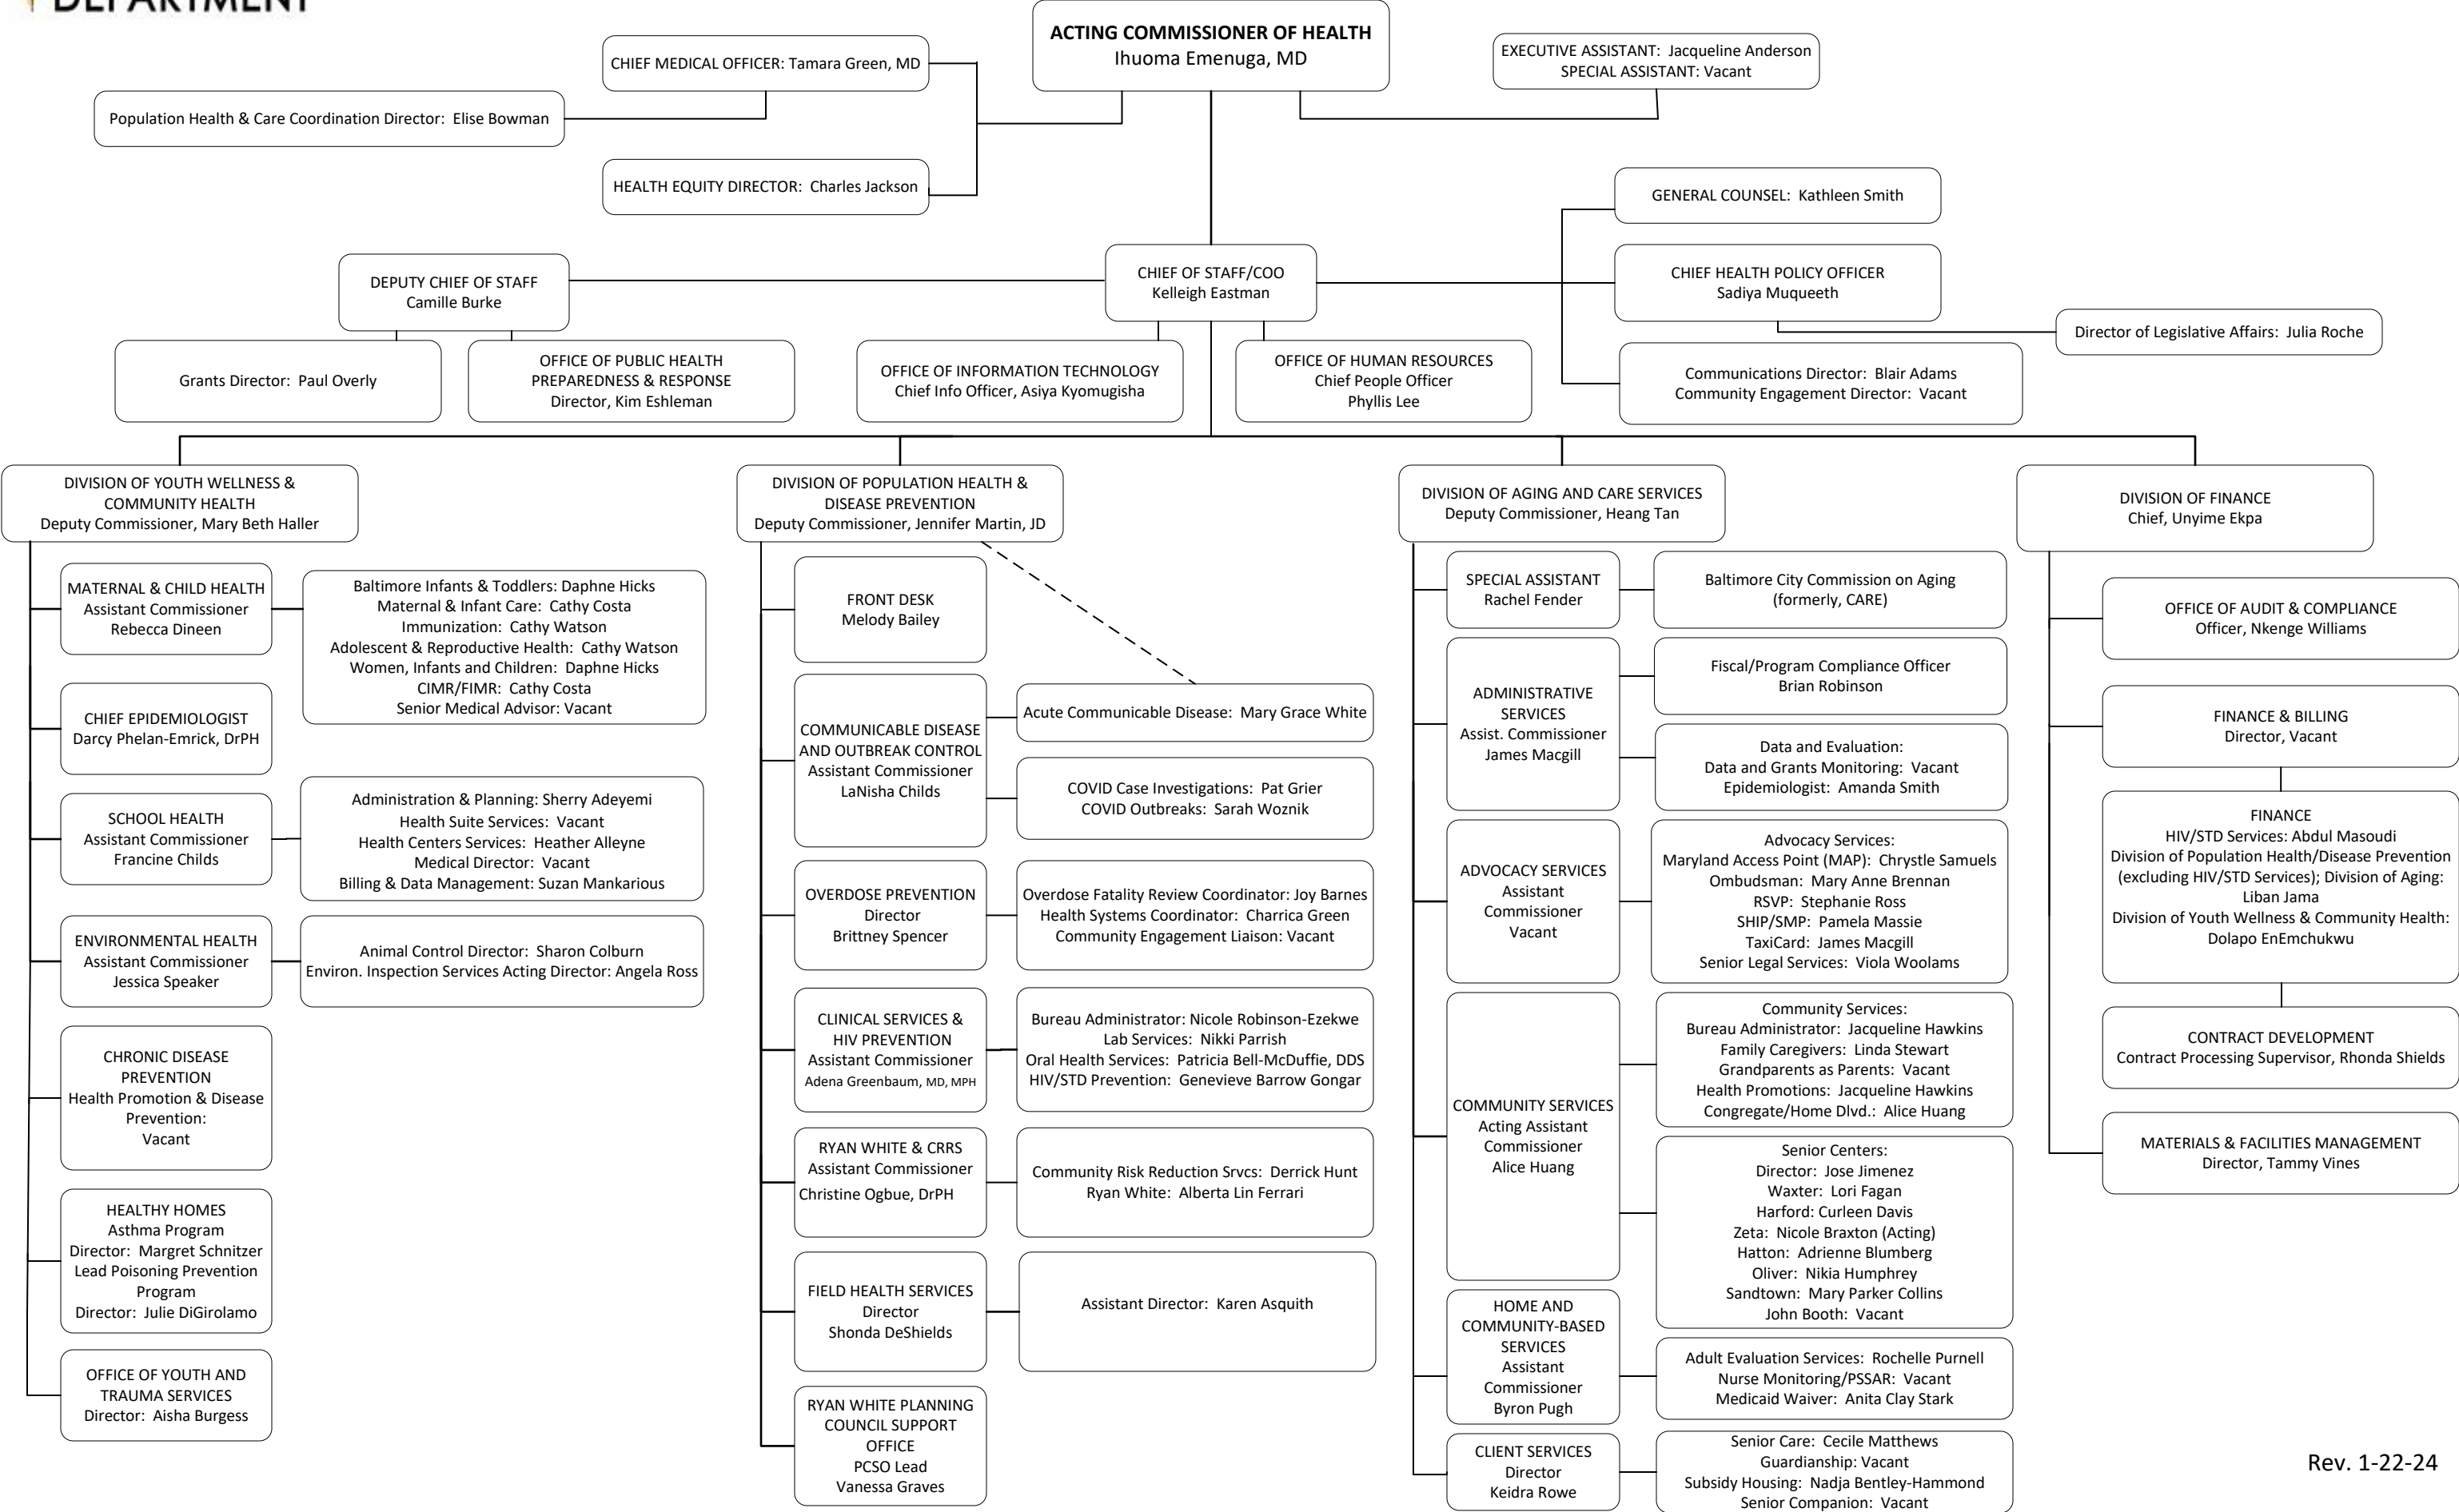 DEPARTMENT
ACTING COMMISSIONER OF HEALTH
Ihuoma Emenuga, MD
EXECUTIVE ASSISTANT: Jacqueline Anderson
SPECIAL ASSISTANT: Vacant
CHIEF MEDICAL OFFICER: Tamara Green, MD
Population Health & Care Coordination Director: Elise Bowman
HEALTH EQUITY DIRECTOR: Charles Jackson
GENERAL COUNSEL: Kathleen Smith
DEPUTY CHIEF OF STAFF
Camille Burke
CHIEF OF STAFF/COO
Kelleigh Eastman
CHIEF HEALTH POLICY OFFICER
Sadiya Muqueeth
Director of Legislative Affairs: Julia Roche
Grants Director: Paul Overly
OFFICE OF PUBLIC HEALTH
PREPAREDNESS & RESPONSE
Director, Kim Eshleman
OFFICE OF INFORMATION TECHNOLOGY
Chief Info Officer, Asiya Kyomugisha
OFFICE OF HUMAN RESOURCES
Chief People Officer
Phyllis Lee
Communications Director: Blair Adams
Community Engagement Director: Vacant
DIVISION OF YOUTH WELLNESS &
COMMUNITY HEALTH
Deputy Commissioner, Mary Beth Haller
MATERNAL & CHILD HEALTH
Assistant Commissioner
Rebecca Dineen
Baltimore Infants & Toddlers: Daphne Hicks
Maternal & Infant Care: Cathy Costa
Immunization: Cathy Watson
Adolescent & Reproductive Health: Cathy Watson
Women, Infants and Children: Daphne Hicks
CIMR/FIMR: Cathy Costa
Senior Medical Advisor: Vacant
CHIEF EPIDEMIOLOGIST
Darcy Phelan-Emrick, DrPH
SCHOOL HEALTH
Assistant Commissioner
Francine Childs
Administration & Planning: Sherry Adeyemi
Health Suite Services: Vacant
Health Centers Services: Heather Alleyne
Medical Director: Vacant
Billing & Data Management: Suzan Mankarious
ENVIRONMENTAL HEALTH
Assistant Commissioner
Jessica Speaker
Animal Control Director: Sharon Colburn
Environ. Inspection Services Acting Director: Angela Ross
CHRONIC DISEASE
PREVENTION
Health Promotion & Disease
Prevention:
Vacant
HEALTHY HOMES
Asthma Program
Director: Margret Schnitzer
Lead Poisoning Prevention
Program
Director: Julie DiGirolamo
OFFICE OF YOUTH AND
TRAUMA SERVICES
Director: Aisha Burgess
DIVISION OF POPULATION HEALTH &
DISEASE PREVENTION
Deputy Commissioner, Jennifer Martin, JD
FRONT DESK
Melody Bailey
COMMUNICABLE DISEASE
AND OUTBREAK CONTROL
Assistant Commissioner
LaNisha Childs
Acute Communicable Disease: Mary Grace White
COVID Case Investigations: Pat Grier
COVID Outbreaks: Sarah Woznik
OVERDOSE PREVENTION
Director
Brittney Spencer
Overdose Fatality Review Coordinator: Joy Barnes
Health Systems Coordinator: Charrica Green
Community Engagement Liaison: Vacant
CLINICAL SERVICES &
HIV PREVENTION
Assistant Commissioner
Adena Greenbaum, MD, MPH
Bureau Administrator: Nicole Robinson-Ezekwe
Lab Services: Nikki Parrish
Oral Health Services: Patricia Bell-McDuffie, DDS
HIV/STD Prevention: Genevieve Barrow Gongar
RYAN WHITE & CRRS
Assistant Commissioner
Christine Ogbue, DrPH
Community Risk Reduction Srvcs: Derrick Hunt
Ryan White: Alberta Lin Ferrari
FIELD HEALTH SERVICES
Director
Shonda DeShields
Assistant Director: Karen Asquith
RYAN WHITE PLANNING
COUNCIL SUPPORT
OFFICE
PCSO Lead
Vanessa Graves
DIVISION OF AGING AND CARE SERVICES
Deputy Commissioner, Heang Tan
SPECIAL ASSISTANT
Rachel Fender
Baltimore City Commission on Aging
(formerly, CARE)
ADMINISTRATIVE
SERVICES
Assist. Commissioner
James Macgill
Fiscal/Program Compliance Officer
Brian Robinson
Data and Evaluation:
Data and Grants Monitoring: Vacant
Epidemiologist: Amanda Smith
ADVOCACY SERVICES
Assistant
Commissioner
Vacant
Advocacy Services:
Maryland Access Point (MAP): Chrystle Samuels
Ombudsman: Mary Anne Brennan
RSVP: Stephanie Ross
SHIP/SMP: Pamela Massie
TaxiCard: James Macgill
Senior Legal Services: Viola Woolams
COMMUNITY SERVICES
Acting Assistant
Commissioner
Alice Huang
Community Services:
Bureau Administrator: Jacqueline Hawkins
Family Caregivers: Linda Stewart
Grandparents as Parents: Vacant
Health Promotions: Jacqueline Hawkins
Congregate/Home Dlvd.: Alice Huang
Senior Centers:
Director: Jose Jimenez
Waxter: Lori Fagan
Harford: Curleen Davis
Zeta: Nicole Braxton (Acting)
Hatton: Adrienne Blumberg
Oliver: Nikia Humphrey
Sandtown: Mary Parker Collins
John Booth: Vacant
HOME AND
COMMUNITY-BASED
SERVICES
Assistant
Commissioner
Byron Pugh
Adult Evaluation Services: Rochelle Purnell
Nurse Monitoring/PSSAR: Vacant
Medicaid Waiver: Anita Clay Stark
CLIENT SERVICES
Director
Keidra Rowe
Senior Care: Cecile Matthews
Guardianship: Vacant
Subsidy Housing: Nadja Bentley-Hammond
Senior Companion: Vacant
DIVISION OF FINANCE
Chief, Unyime Ekpa
OFFICE OF AUDIT & COMPLIANCE
Officer, Nkenge Williams
FINANCE & BILLING
Director, Vacant
FINANCE
HIV/STD Services: Abdul Masoudi
Division of Population Health/Disease Prevention
(excluding HIV/STD Services); Division of Aging:
Liban Jama
Division of Youth Wellness & Community Health:
Dolapo EnEmchukwu
CONTRACT DEVELOPMENT
Contract Processing Supervisor, Rhonda Shields
MATERIALS & FACILITIES MANAGEMENT
Director, Tammy Vines
Rev. 1-22-24